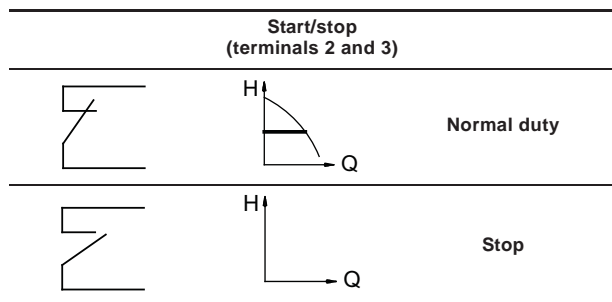 Start/stop
(terminals 2 and 3)
H
Q
Normal duty
H
Q
Stop